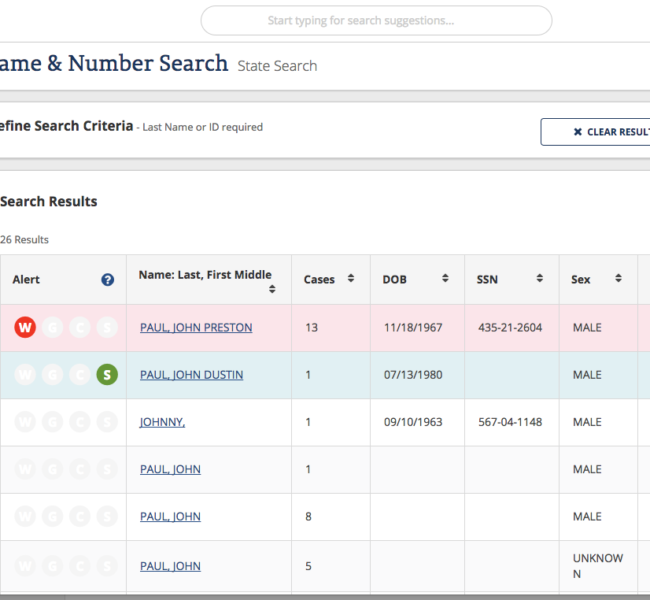 Start typing for search suggestions...
ame & Number Search State Search
efine Search Criteria - Last Name or ID required
✖ CLEAR RESULT
Search Results
26 Results
Alert ? Name: Last, First Middle Cases DOB SSN Sex
W G C S PAUL, JOHN PRESTON 13 11/18/1967 435-21-2604 MALE
W G C S PAUL, JOHN DUSTIN 1 07/13/1980 MALE
W G C S JOHNNY, 1 09/10/1963 567-04-1148 MALE
W G C S PAUL, JOHN 1 MALE
W G C S PAUL, JOHN 8 MALE
W G C S PAUL, JOHN 5 UNKNOW
N